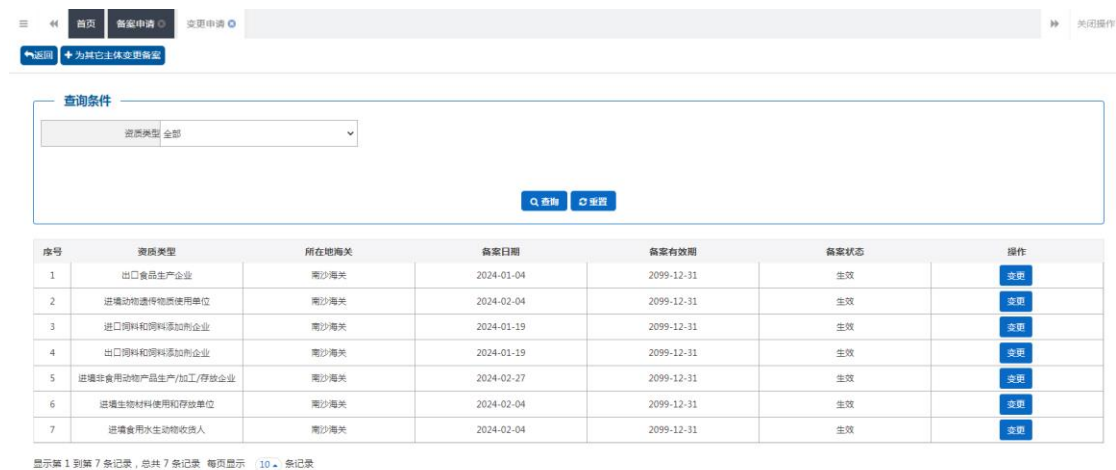 首页 备案申请 变更申请 关闭操作
返回 + 为其它主体变更备案
查询条件
资质类型 全部
查询 重置
序号 资质类型 所在地海关 备案日期 备案有效期 备案状态 操作
1 出口食品生产企业 南沙海关 2024-01-04 2099-12-31 生效 变更
2 进境动物遗传物质使用单位 南沙海关 2024-02-04 2099-12-31 生效 变更
3 进口饲料和饲料添加剂企业 南沙海关 2024-01-19 2099-12-31 生效 变更
4 出口饲料和饲料添加剂企业 南沙海关 2024-01-19 2099-12-31 生效 变更
5 进境非食用动物产品生产/加工/存放企业 南沙海关 2024-02-27 2099-12-31 生效 变更
6 进境生物材料使用和存放单位 南沙海关 2024-02-04 2099-12-31 生效 变更
7 进境食用水生动物收货人 南沙海关 2024-02-04 2099-12-31 生效 变更
显示第 1 到第 7 条记录，总共 7 条记录 每页显示 10 条记录